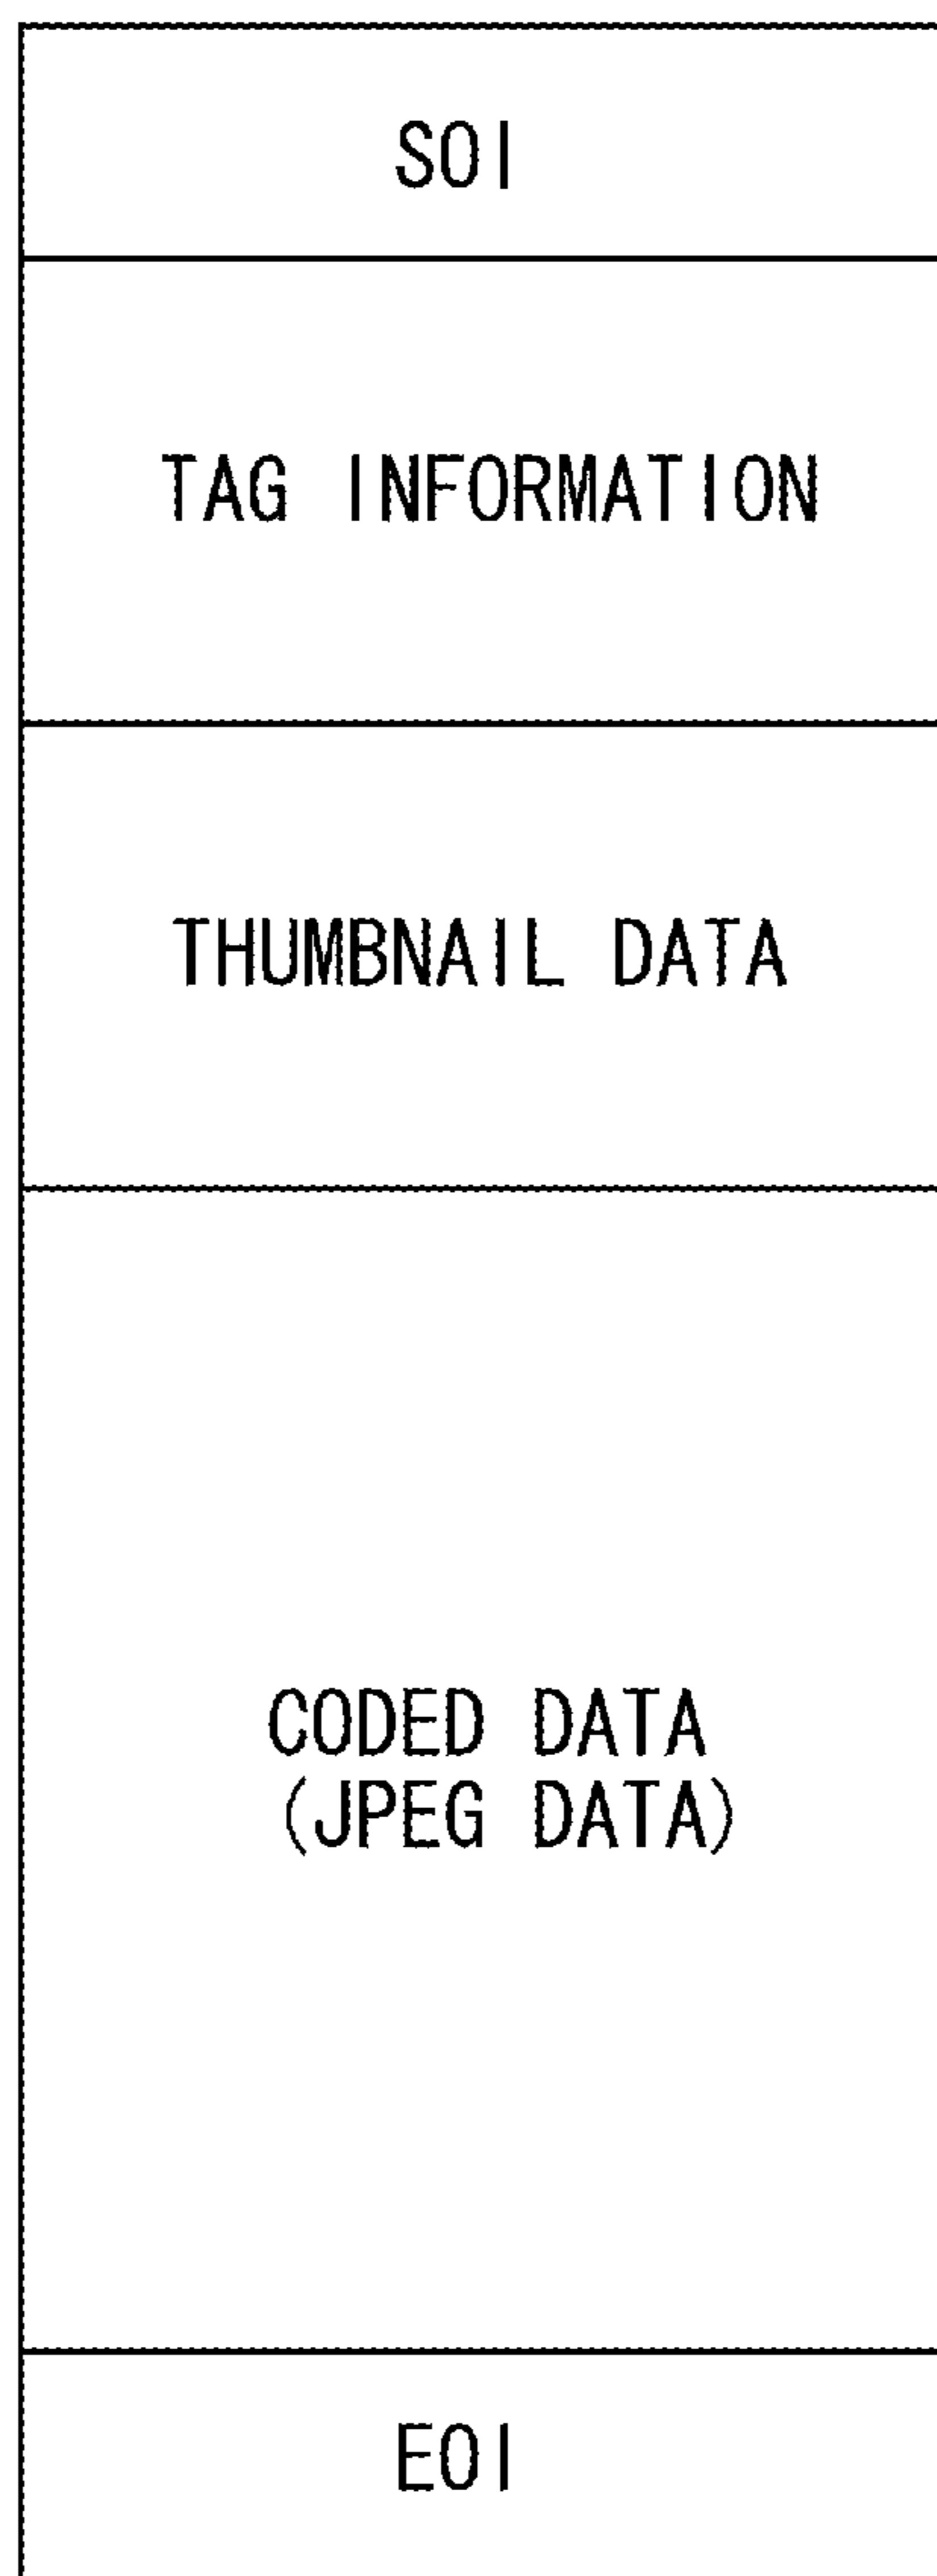 SOI
TAG INFORMATION
THUMBNAIL DATA
CODED DATA
(JPEG DATA)
EOI